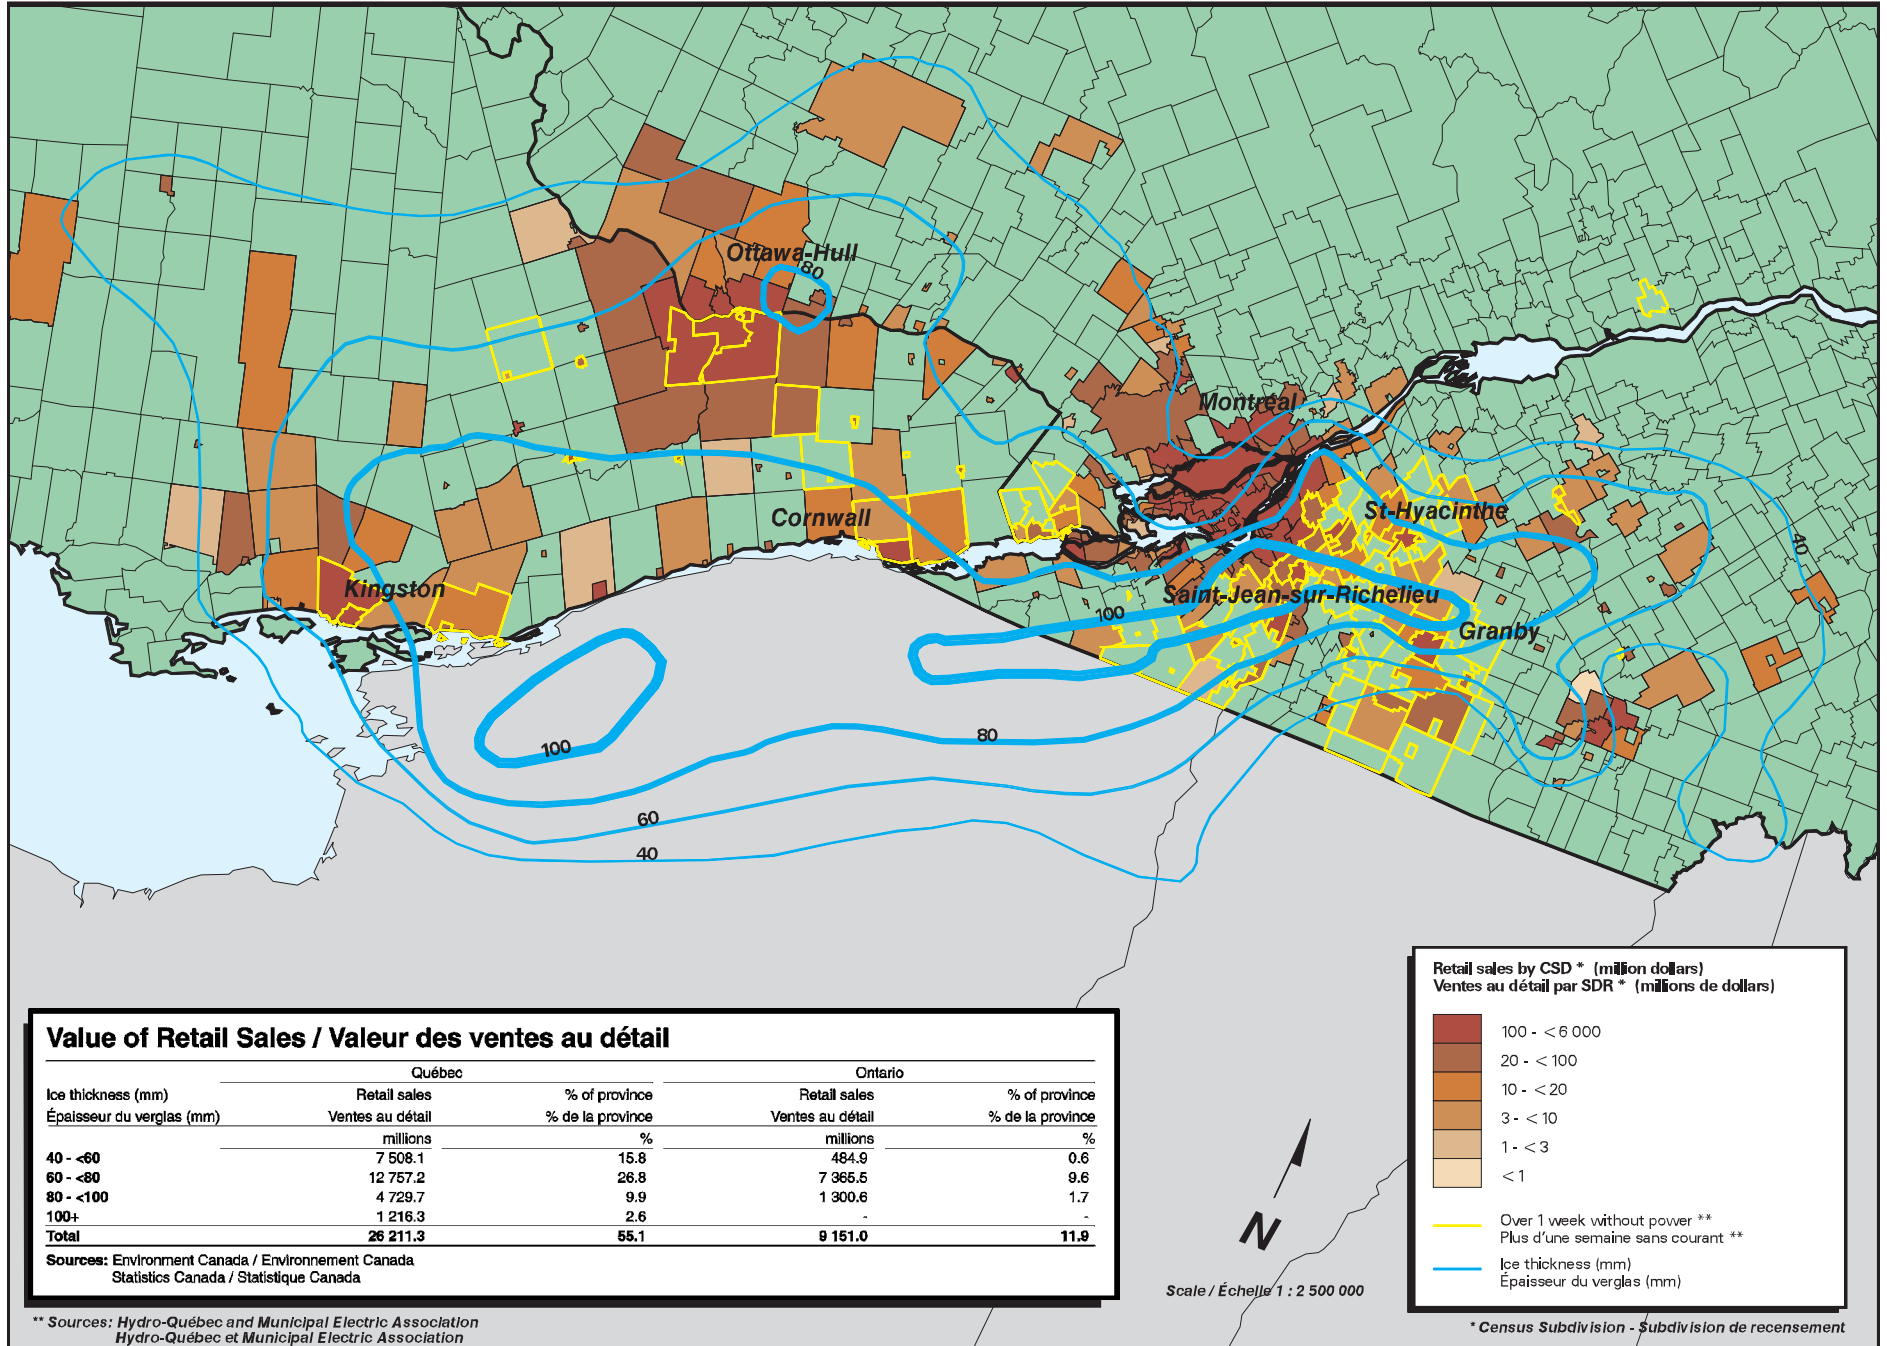 Ottawa-Hull
80
Montréal
St-Hyacinthe
Cornwall
40
Kingston
Saint-Jean-sur-Richelieu
100
Granby
100
80
60
40
Value of Retail Sales / Valeur des ventes au détail
Québec Ontario
Ice thickness (mm) Retail sales % of province Retail sales % of province
Épaisseur du verglas (mm) Ventes au détail % de la province Ventes au détail % de la province
millions % millions %
40 - <60 7 508.1 15.8 484.9 0.6
60 - <80 12 757.2 26.8 7 365.5 9.6
80 - <100 4 729.7 9.9 1 300.6 1.7
100+ 1 216.3 2.6 - -
Total 26 211.3 55.1 9 151.0 11.9
Sources: Environment Canada / Environnement Canada
Statistics Canada / Statistique Canada
** Sources: Hydro-Québec and Municipal Electric Association
Hydro-Québec et Municipal Electric Association
N
Scale / Échelle 1 : 2 500 000
Retail sales by CSD * (million dollars)
Ventes au détail par SDR * (millions de dollars)
100 - < 6 000
20 - < 100
10 - < 20
3 - < 10
1 - < 3
< 1
Over 1 week without power **
Plus d'une semaine sans courant **
Ice thickness (mm)
Épaisseur du verglas (mm)
* Census Subdivision - Subdivision de recensement